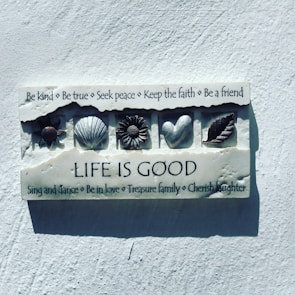 Be kind ⋄ Be true ⋄ Seek peace ⋄ Keep the faith ⋄ Be a friend
LIFE IS GOOD
Sing and dance ⋄ Be in love ⋄ Treasure family ⋄ Cherish laughter